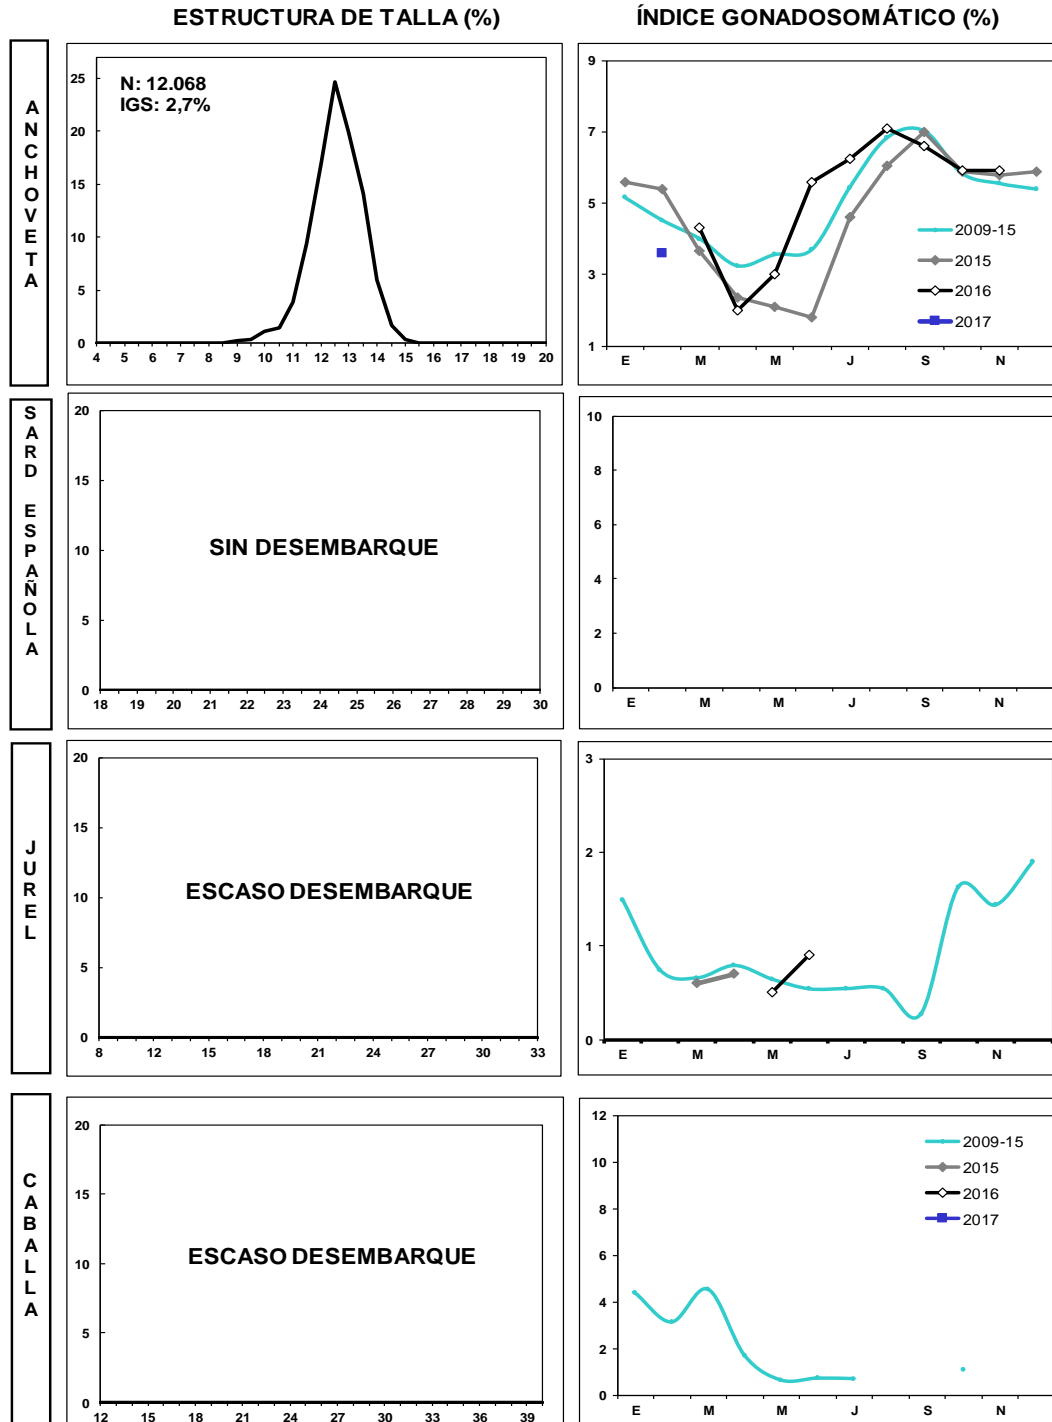 ESTRUCTURA DE TALLA (%)
ÍNDICE GONADOSOMÁTICO (%)
ANCHOVETA
N: 12.068
IGS: 2,7%
25
20
15
10
5
0
4 5 6 7 8 9 10 11 12 13 14 15 16 17 18 19 20
9
7
5
3
1
2009-15
2015
2016
2017
E M M J S N
SARD ESPAÑOLA
20
15
10
5
0
SIN DESEMBARQUE
18 19 20 21 22 23 24 25 26 27 28 29 30
10
8
6
4
2
0
E M M J S N
JUREL
20
15
10
5
0
ESCASO DESEMBARQUE
8 12 15 18 21 24 27 30 33
3
2
1
0
E M M J S N
CABALLA
20
15
10
5
0
ESCASO DESEMBARQUE
12 15 18 21 24 27 30 33 36 39
12
10
8
6
4
2
0
2009-15
2015
2016
2017
E M M J S N